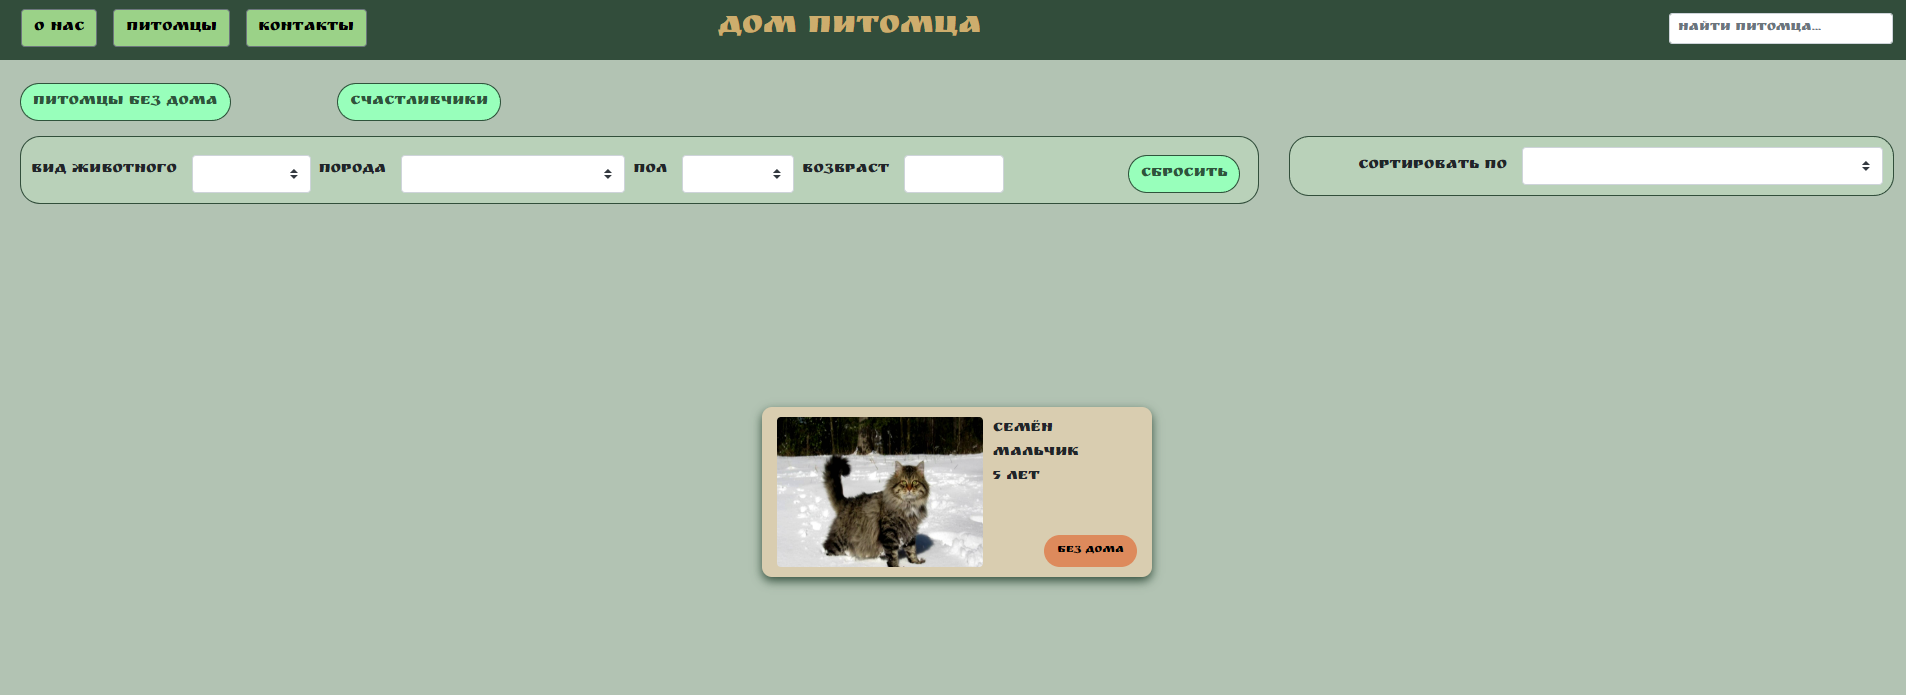 О НАС ПИТОМЦЫ КОНТАКТЫ ДОМ ПИТОМЦА НАЙТИ ПИТОМЦА...
ПИТОМЦЫ БЕЗ ДОМА СЧАСТЛИВЧИКИ
ВИД ЖИВОТНОГО ПОРОДА ПОЛ ВОЗВРАСТ СБРОСИТЬ СОРТИРОВАТЬ ПО
СЕМЁН
МАЛЬЧИК
5 ЛЕТ
БЕЗ ДОМА